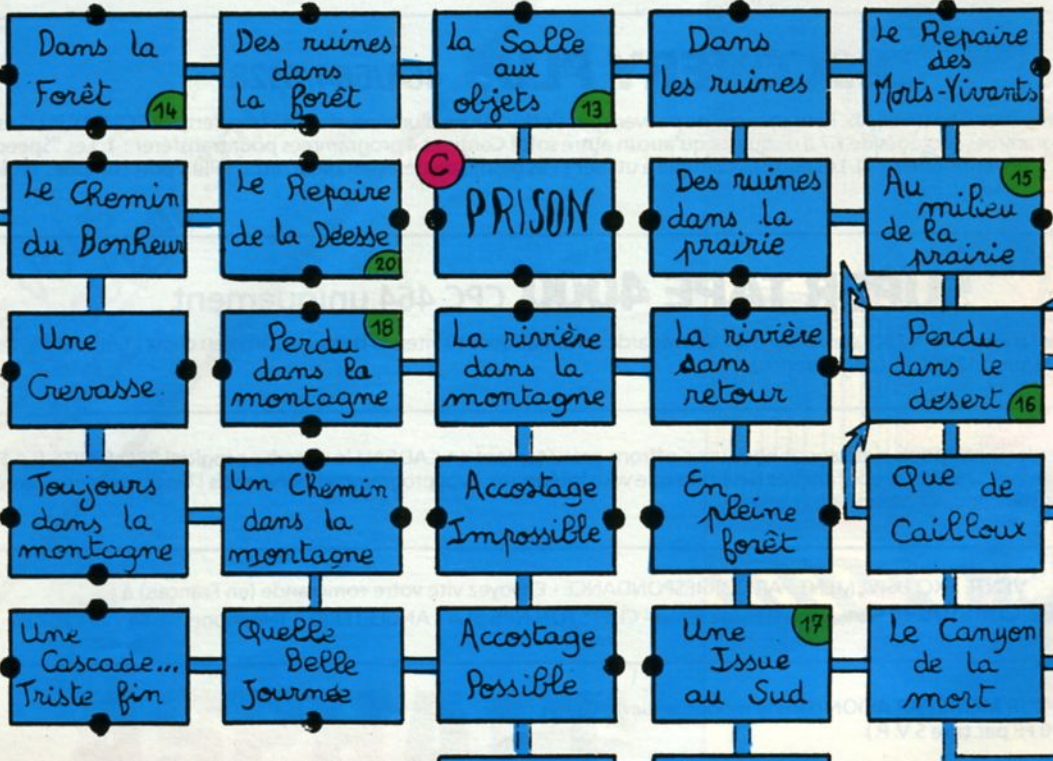 Dans la
Forêt
14
Des ruines
dans
la forêt
la Salle
aux
objets
13
Dans
les ruines
Le Repaire
des
Morts-Vivants
Le Chemin
du Bonheur
Le Repaire
de la Déesse
20
C
PRISON
Des ruines
dans la
prairie
Au
milieu
de la
prairie
15
Une
Crevasse.
Perdu
dans la
montagne
18
La rivière
dans la
montagne
La rivière
sans
retour
Perdu
dans le
désert
16
Toujours
dans la
montagne
Un Chemin
dans la
montagne
Accostage
Impossible
En
pleine
forêt
Que de
Cailloux
Une
Cascade...
Triste fin
Quelle
Belle
Journée
Accostage
Possible
Une
Issue
au Sud
17
Le Canyon
de la
mort